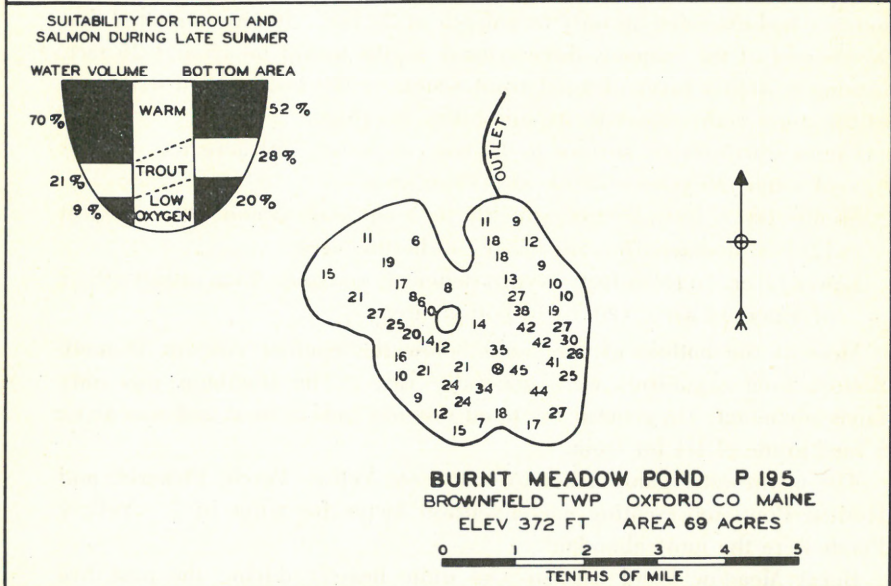 SUITABILITY FOR TROUT AND
SALMON DURING LATE SUMMER
WATER VOLUME BOTTOM AREA
WARM
70 % 52 %
TROUT
21 % 28 %
LOW
OXYGEN
9 % 20 %
OUTLET
11 9
11 6 18 12
19 18 9
15 17 8 13 10
21 8 6 27 10
27 10 38 19
25 20 14 42 27
14 12 35 42 30
16 26
10 21 21 45 41 25
24 34 44
9 24
12 18 27
15 7 17
BURNT MEADOW POND P 195
BROWNFIELD TWP OXFORD CO MAINE
ELEV 372 FT AREA 69 ACRES
0 1 2 3 4 5
TENTHS OF MILE